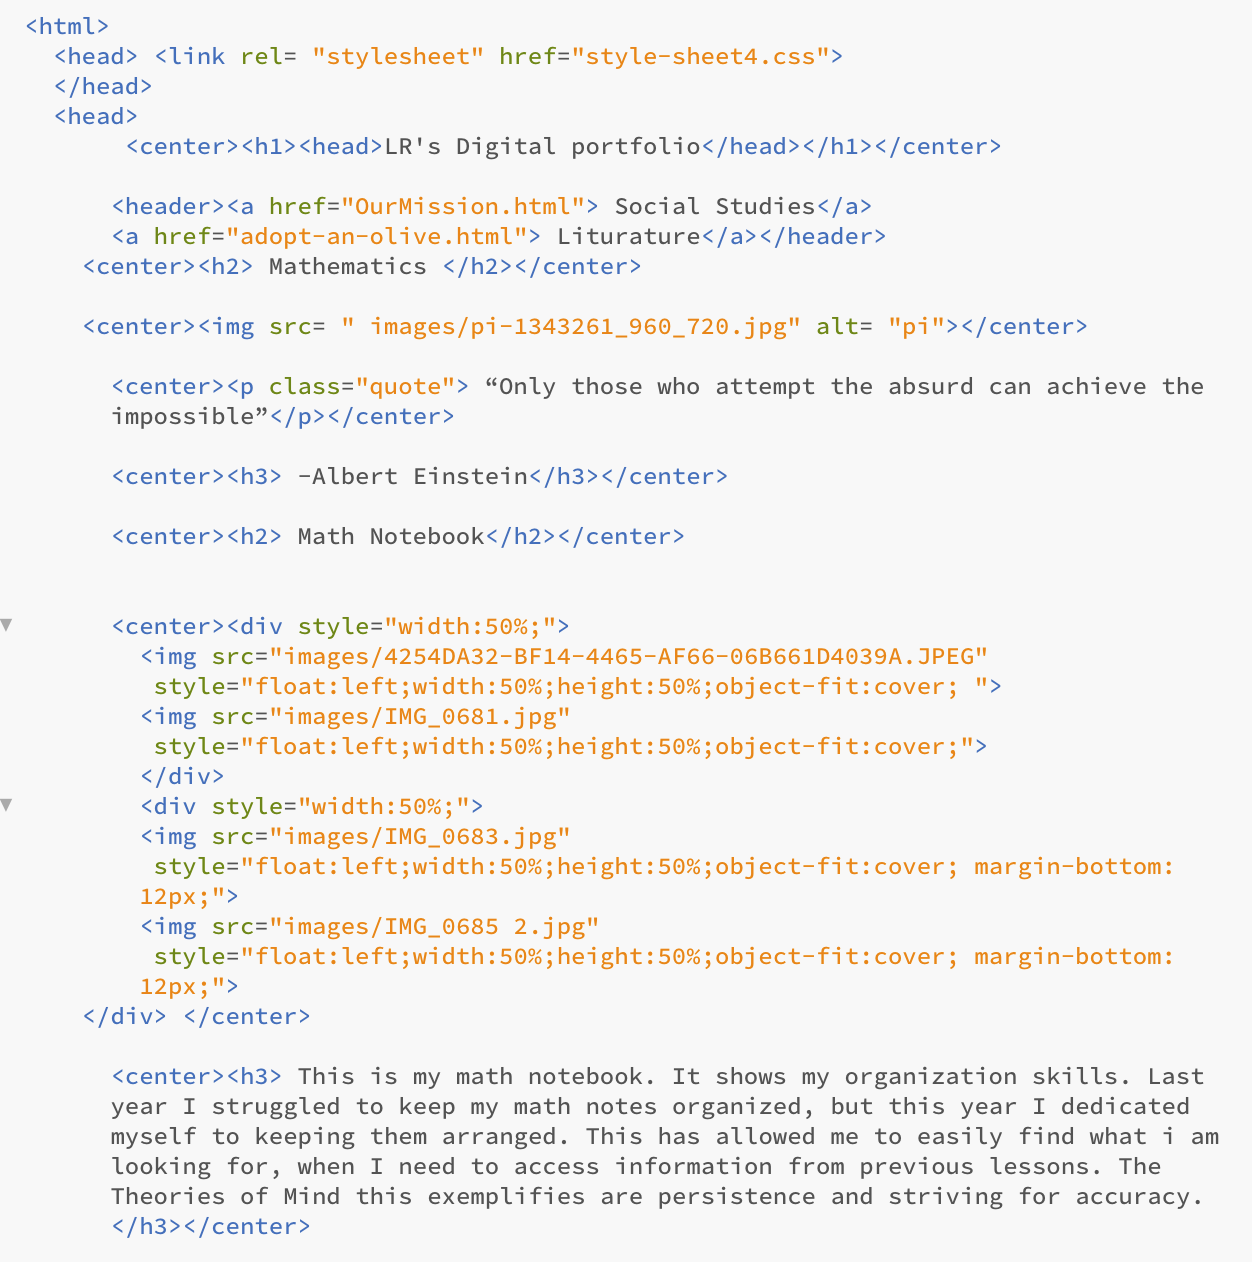 <html>
<head> <link rel= "stylesheet" href="style-sheet4.css">
</head>
<head>
<center><h1><head>LR's Digital portfolio</head></h1></center>
<header><a href="OurMission.html"> Social Studies</a>
<a href="adopt-an-olive.html"> Liturature</a></header>
<center><h2> Mathematics </h2></center>
<center><img src= " images/pi-1343261_960_720.jpg" alt= "pi"></center>
<center><p class="quote"> “Only those who attempt the absurd can achieve the
impossible”</p></center>
<center><h3> -Albert Einstein</h3></center>
<center><h2> Math Notebook</h2></center>
<center><div style="width:50%;">
<img src="images/4254DA32-BF14-4465-AF66-06B661D4039A.JPEG"
style="float:left;width:50%;height:50%;object-fit:cover; ">
<img src="images/IMG_0681.jpg"
style="float:left;width:50%;height:50%;object-fit:cover;">
</div>
<div style="width:50%;">
<img src="images/IMG_0683.jpg"
style="float:left;width:50%;height:50%;object-fit:cover; margin-bottom:
12px;">
<img src="images/IMG_0685 2.jpg"
style="float:left;width:50%;height:50%;object-fit:cover; margin-bottom:
12px;">
</div> </center>
<center><h3> This is my math notebook. It shows my organization skills. Last
year I struggled to keep my math notes organized, but this year I dedicated
myself to keeping them arranged. This has allowed me to easily find what i am
looking for, when I need to access information from previous lessons. The
Theories of Mind this exemplifies are persistence and striving for accuracy.
</h3></center>